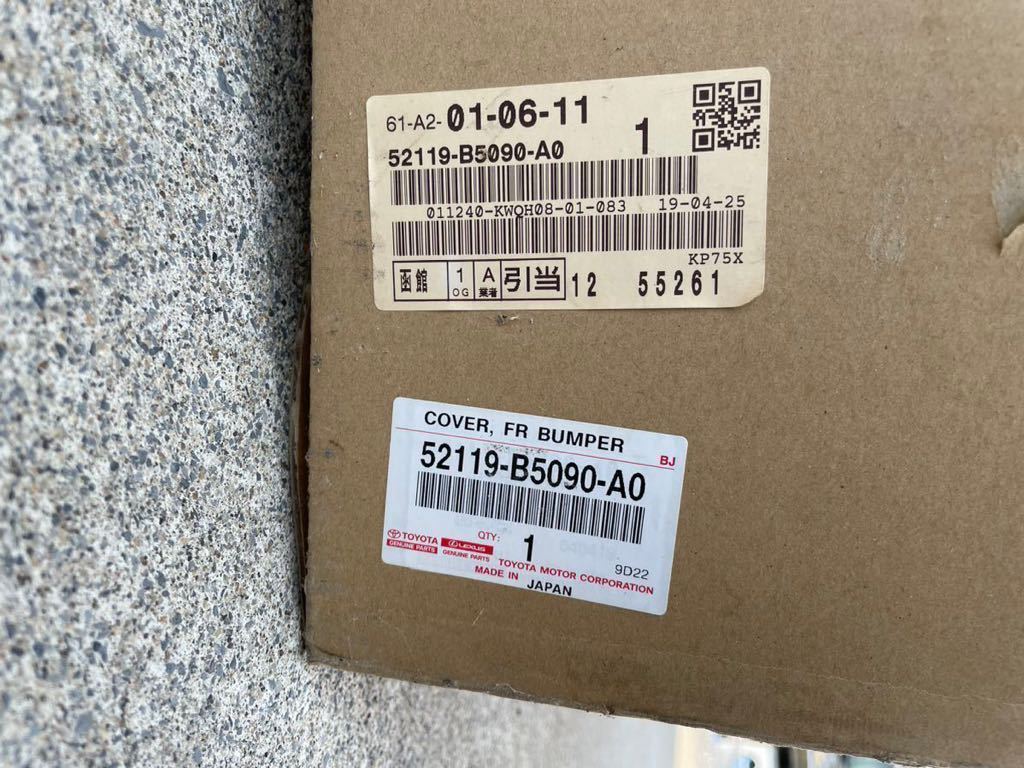 61-A2-01-06-11
1
52119-B5090-A0
011240-KWQH08-01-083 19-04-25
KP75X
函館 1 OG A 業者 引当 12 55261
COVER, FR BUMPER
BJ
52119-B5090-A0
TOYOTA GENUINE PARTS LEXUS GENUINE PARTS QTY: 1
9D22
TOYOTA MOTOR CORPORATION
MADE IN JAPAN